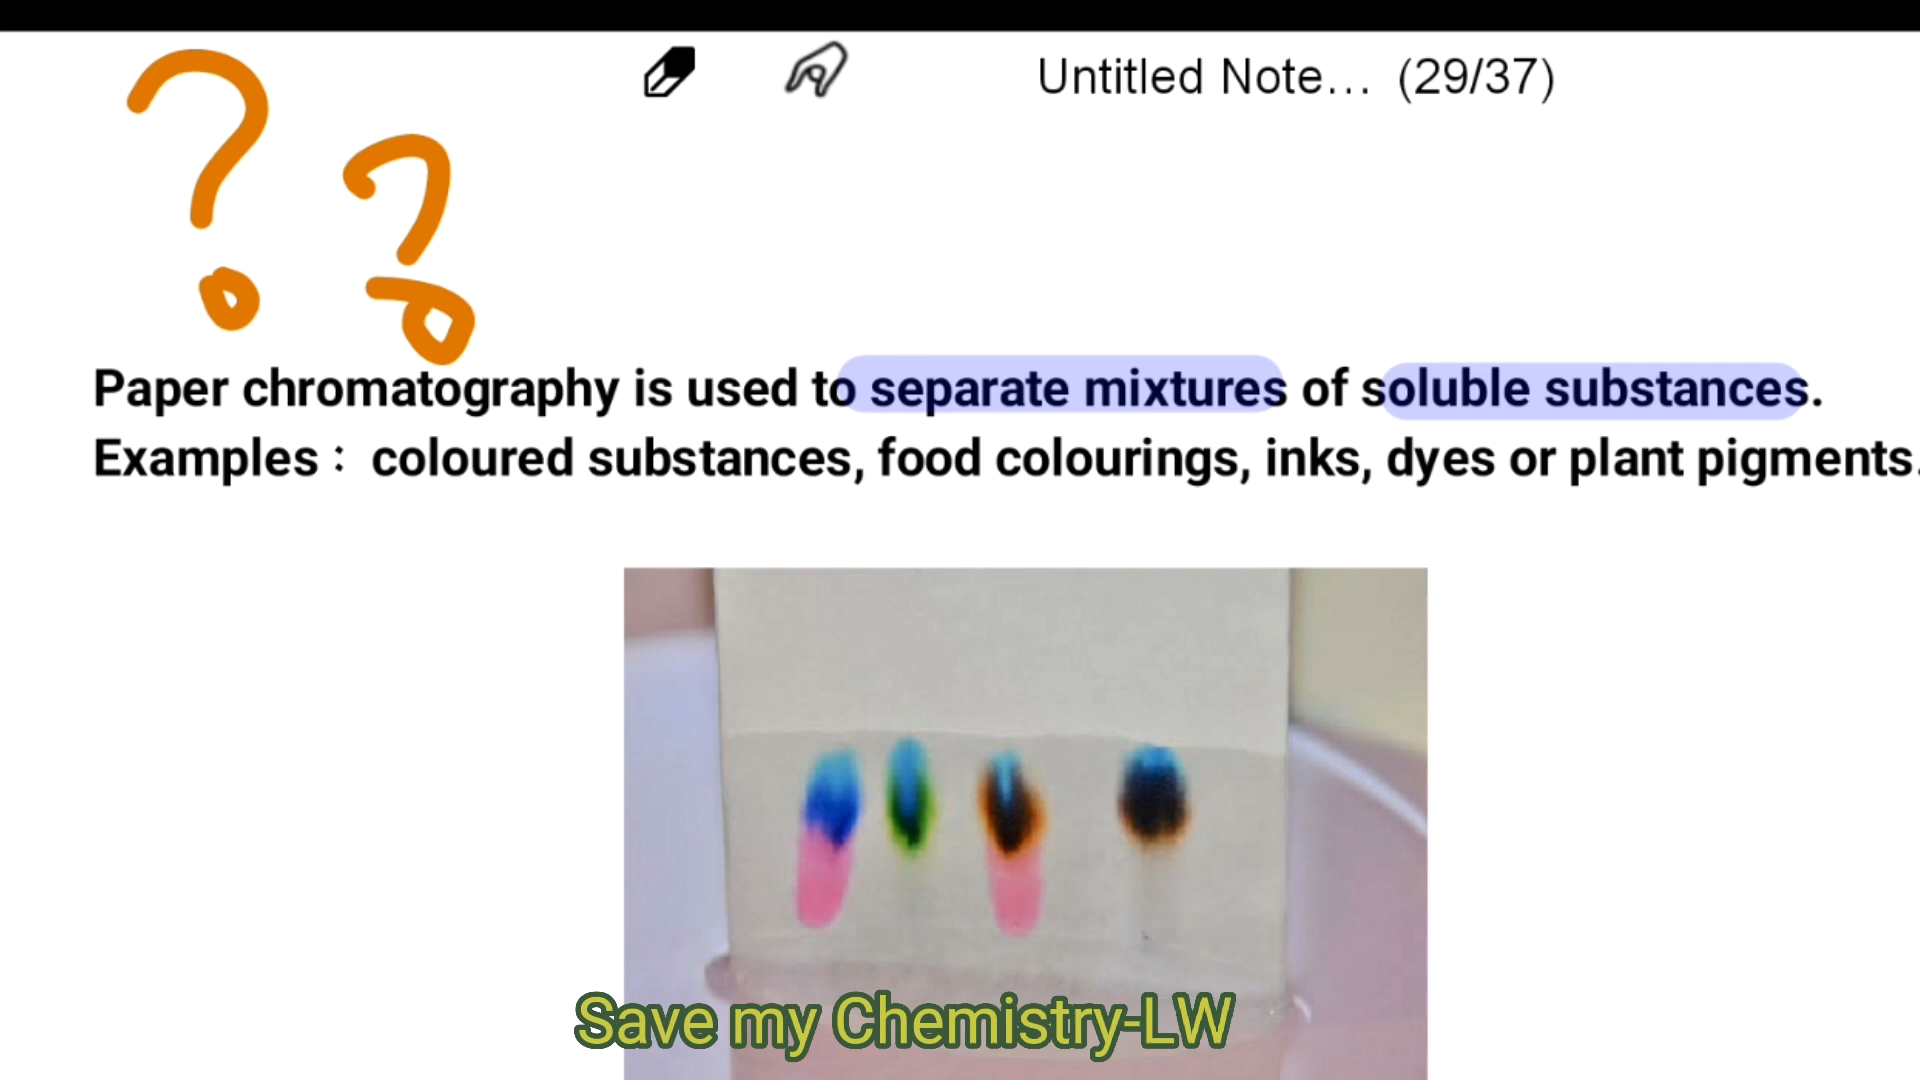 ??
Untitled Note... (29/37)
Paper chromatography is used to separate mixtures of soluble substances.
Examples : coloured substances, food colourings, inks, dyes or plant pigments.
Save my Chemistry-LW